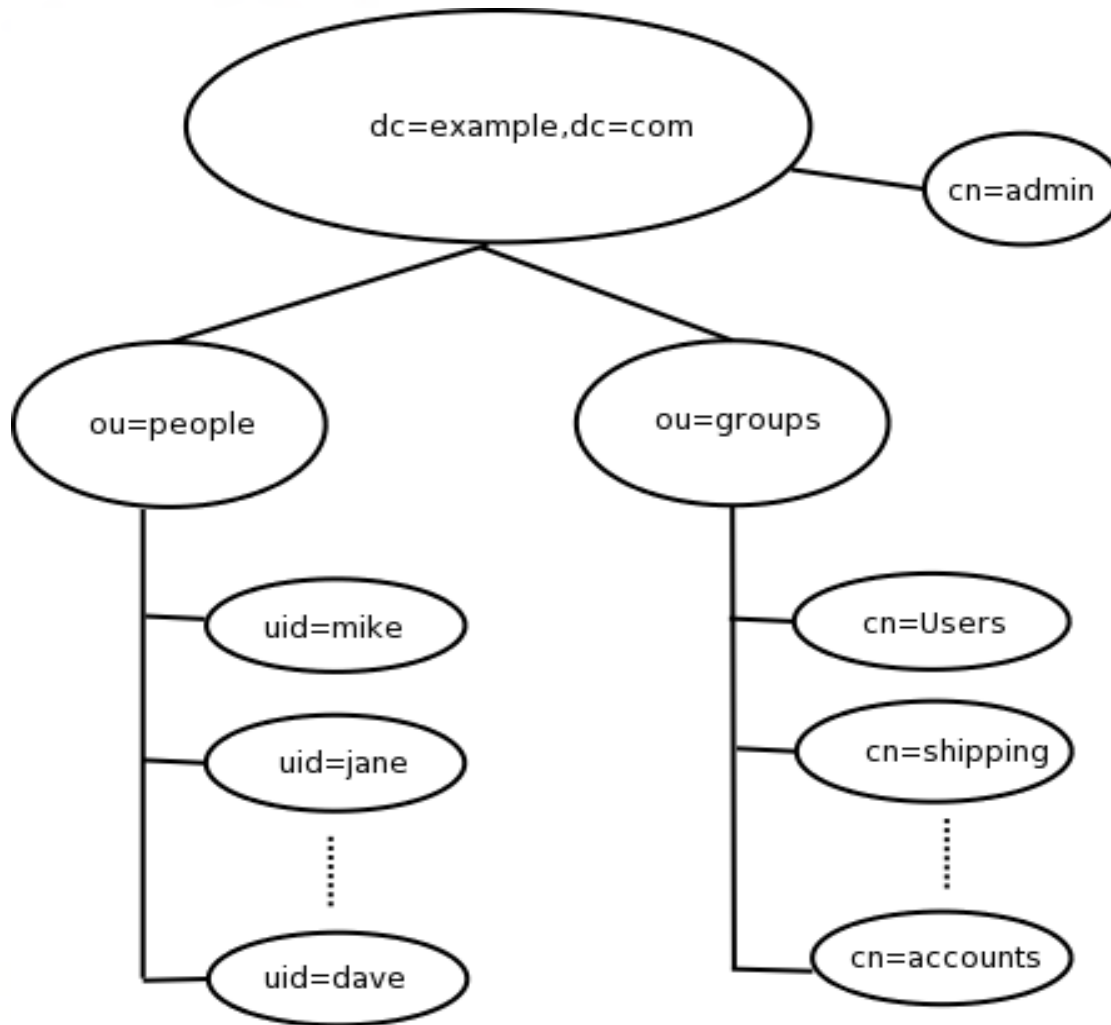 dc=example,dc=com
cn=admin
ou=people
ou=groups
uid=mike
cn=Users
uid=jane
cn=shipping
uid=dave
cn=accounts